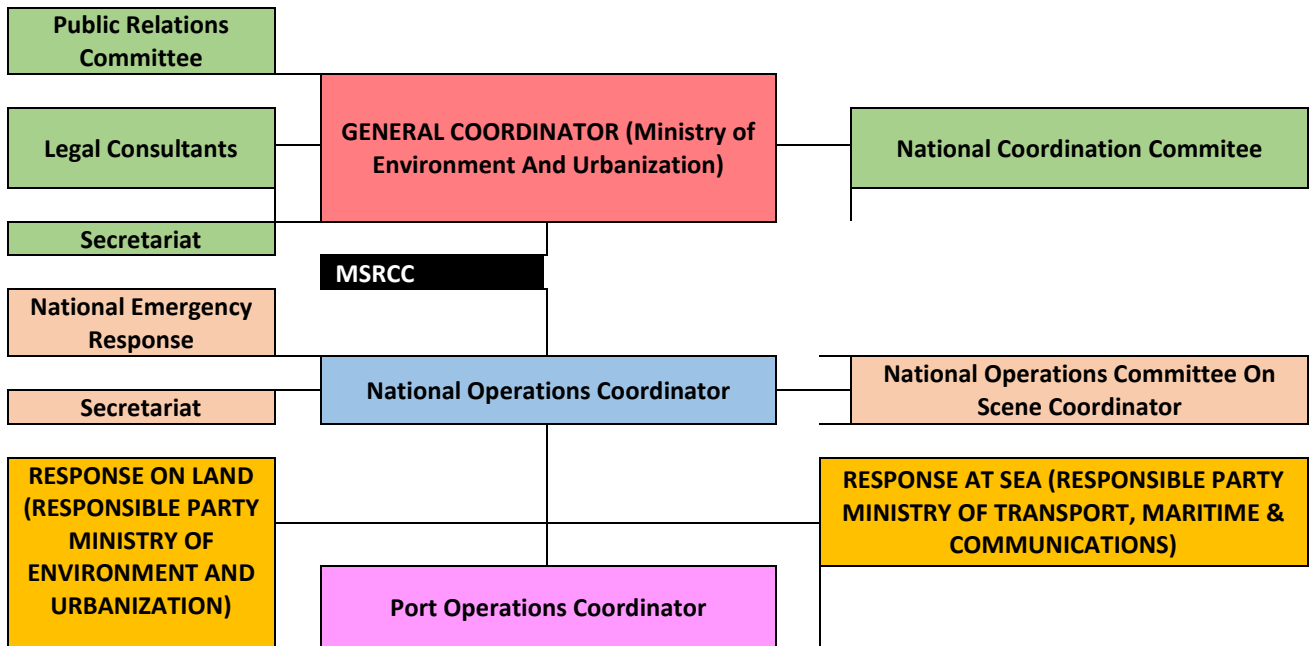 Public Relations
Committee
GENERAL COORDINATOR (Ministry of
Environment And Urbanization)
Legal Consultants
National Coordination Commitee
Secretariat
MSRCC
National Emergency
Response
National Operations Coordinator
National Operations Committee On
Scene Coordinator
Secretariat
RESPONSE ON LAND
(RESPONSIBLE PARTY
MINISTRY OF
ENVIRONMENT AND
URBANIZATION)
RESPONSE AT SEA (RESPONSIBLE PARTY
MINISTRY OF TRANSPORT, MARITIME &
COMMUNICATIONS)
Port Operations Coordinator